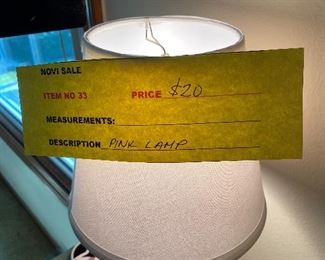 NOVI SALE
ITEM NO 33 PRICE $20
MEASUREMENTS:
DESCRIPTION PINK LAMP